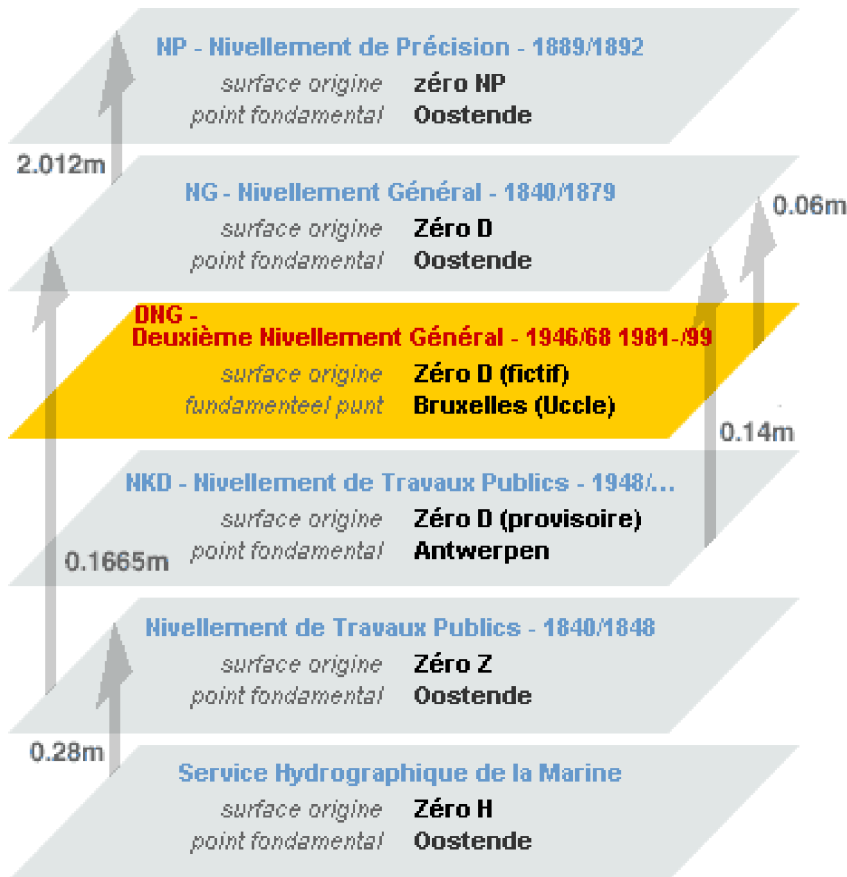 NP - Nivellement de Précision - 1889/1892
surface origine zéro NP
point fondamental Oostende
2.012m
NG - Nivellement Général - 1840/1879
0.06m
surface origine Zéro D
point fondamental Oostende
DNG -
Deuxième Nivellement Général - 1946/68 1981-/99
surface origine Zéro D (fictif)
fundamenteel punt Bruxelles (Uccle)
0.14m
NKD - Nivellement de Travaux Publics - 1948/...
surface origine Zéro D (provisoire)
0.1665m point fondamental Antwerpen
Nivellement de Travaux Publics - 1840/1848
surface origine Zéro Z
point fondamental Oostende
0.28m
Service Hydrographique de la Marine
surface origine Zéro H
point fondamental Oostende